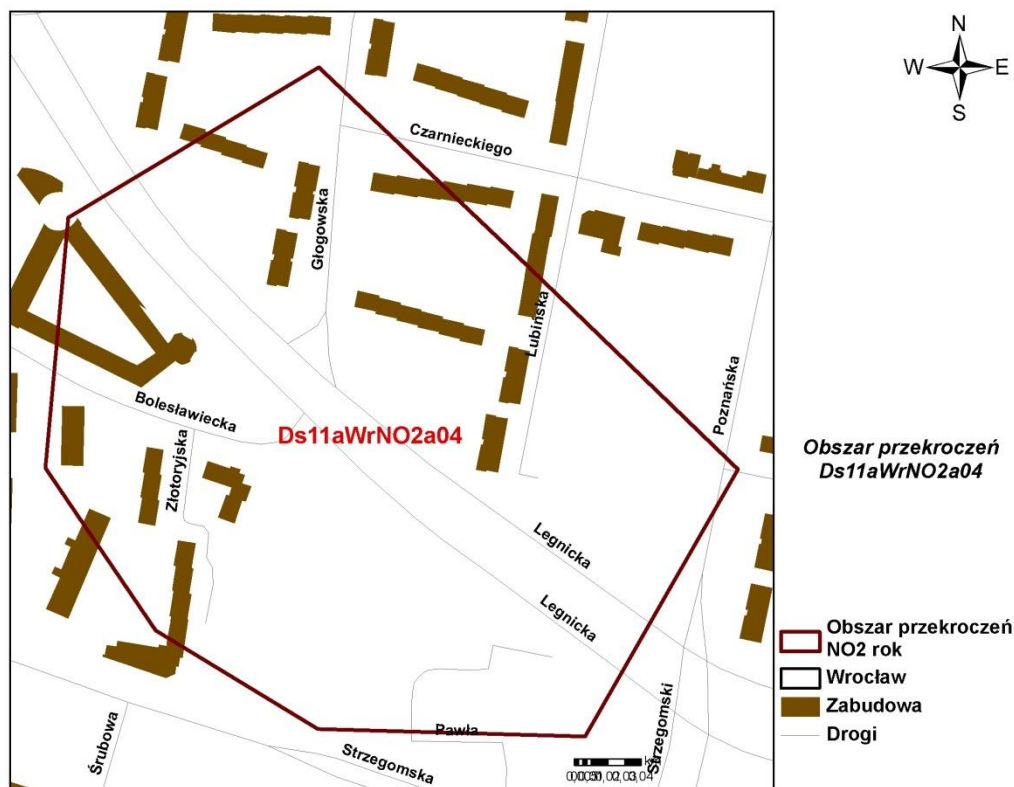 N
W E
S
Czarnieckiego
Głogowska
Lubińska
Poznańska
Bolesławiecka
Ds11aWrNO2a04
Złotoryjska
Legnicka
Legnicka
Pawła
Strzegomski
Śrubowa
Strzegomska
Obszar przekroczeń
Ds11aWrNO2a04
Obszar przekroczeń
NO2 rok
Wrocław
Zabudowa
Drogi